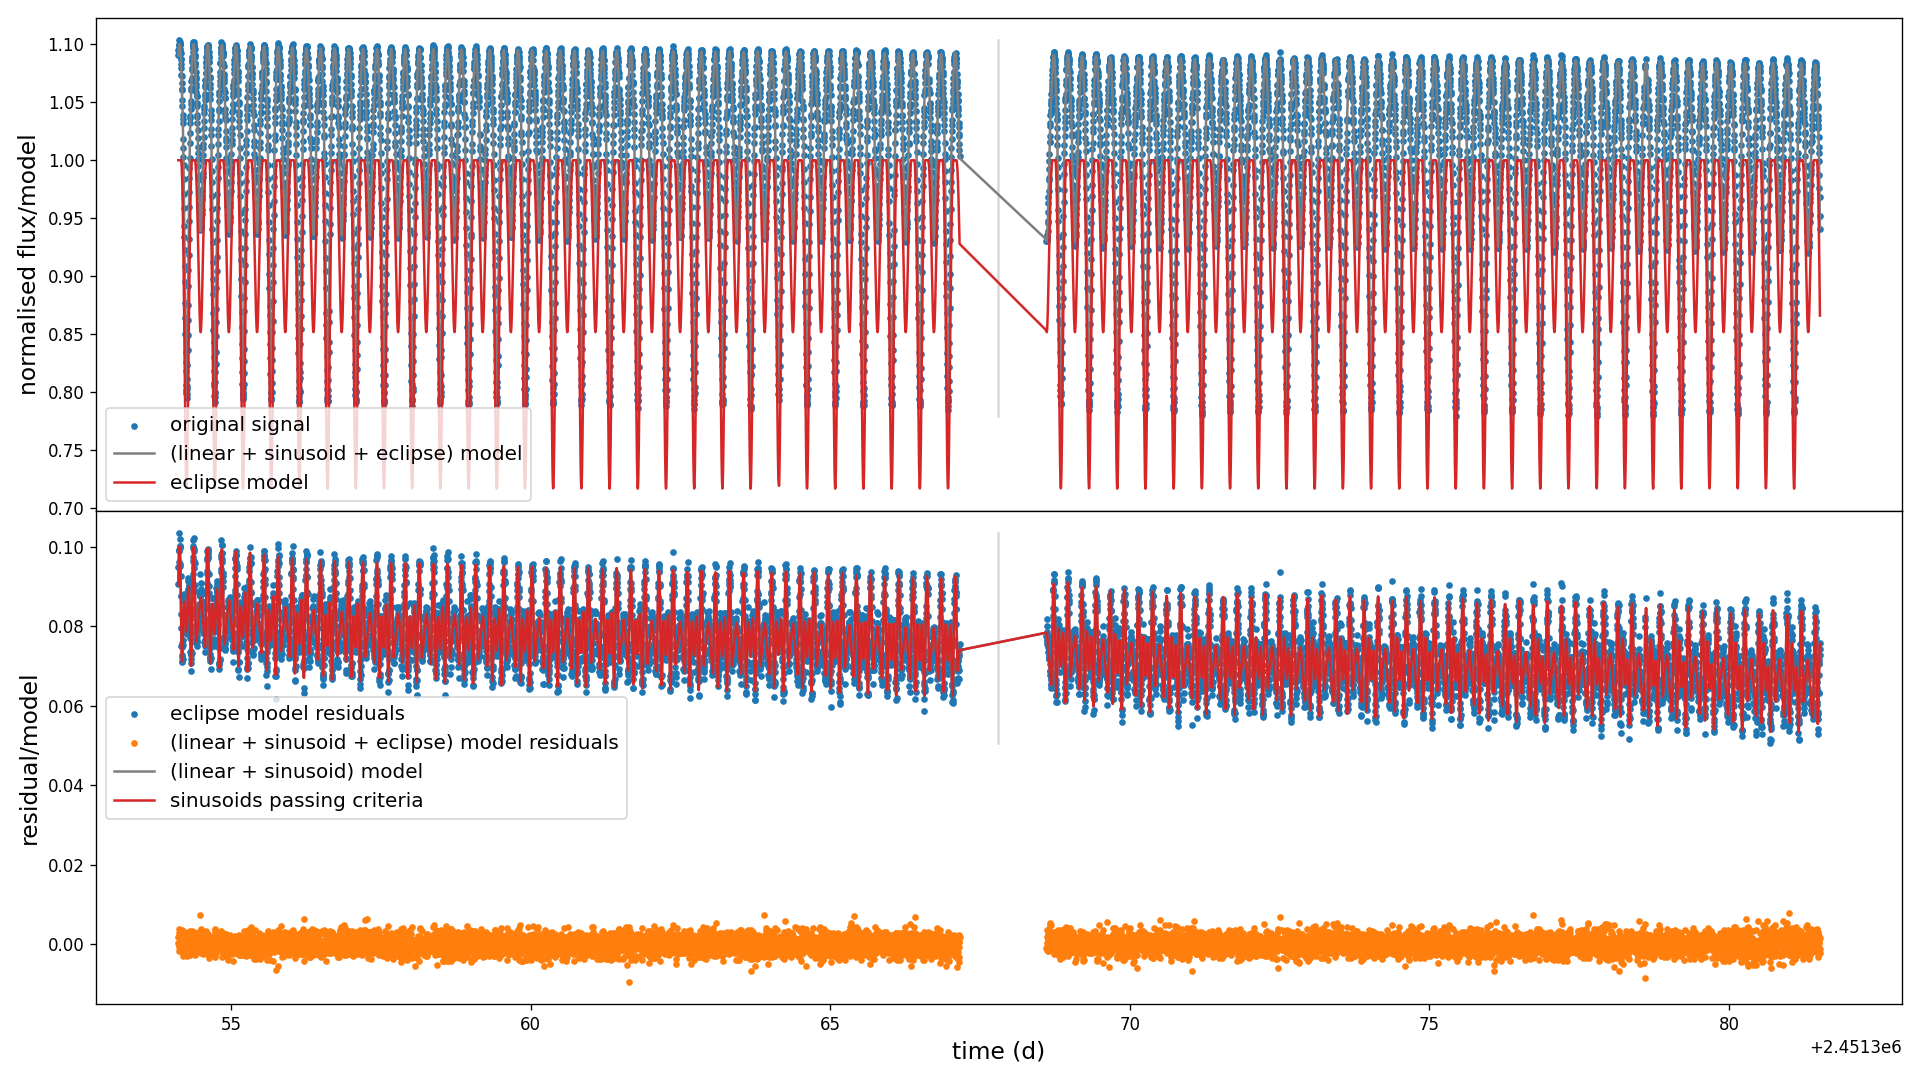 normalised flux/model
1.10
1.05
1.00
0.95
0.90
0.85
0.80
0.75
0.70
original signal
(linear + sinusoid + eclipse) model
eclipse model
residual/model
0.10
0.08
0.06
0.04
0.02
0.00
eclipse model residuals
(linear + sinusoid + eclipse) model residuals
(linear + sinusoid) model
sinusoids passing criteria
55
60
65
70
75
80
time (d)
+2.4513e6